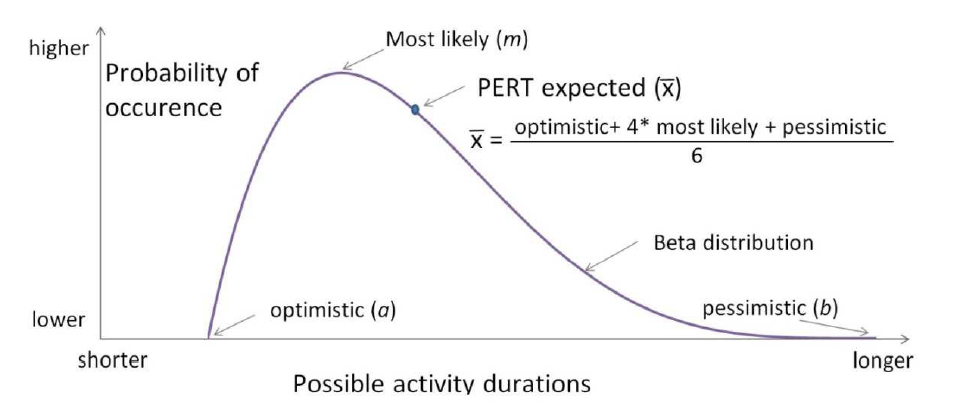 higher
Most likely (m)
Probability of
occurence
PERT expected (x̅)
x̅ = optimistic+ 4* most likely + pessimistic
6
Beta distribution
optimistic (a)
pessimistic (b)
lower
shorter
longer
Possible activity durations